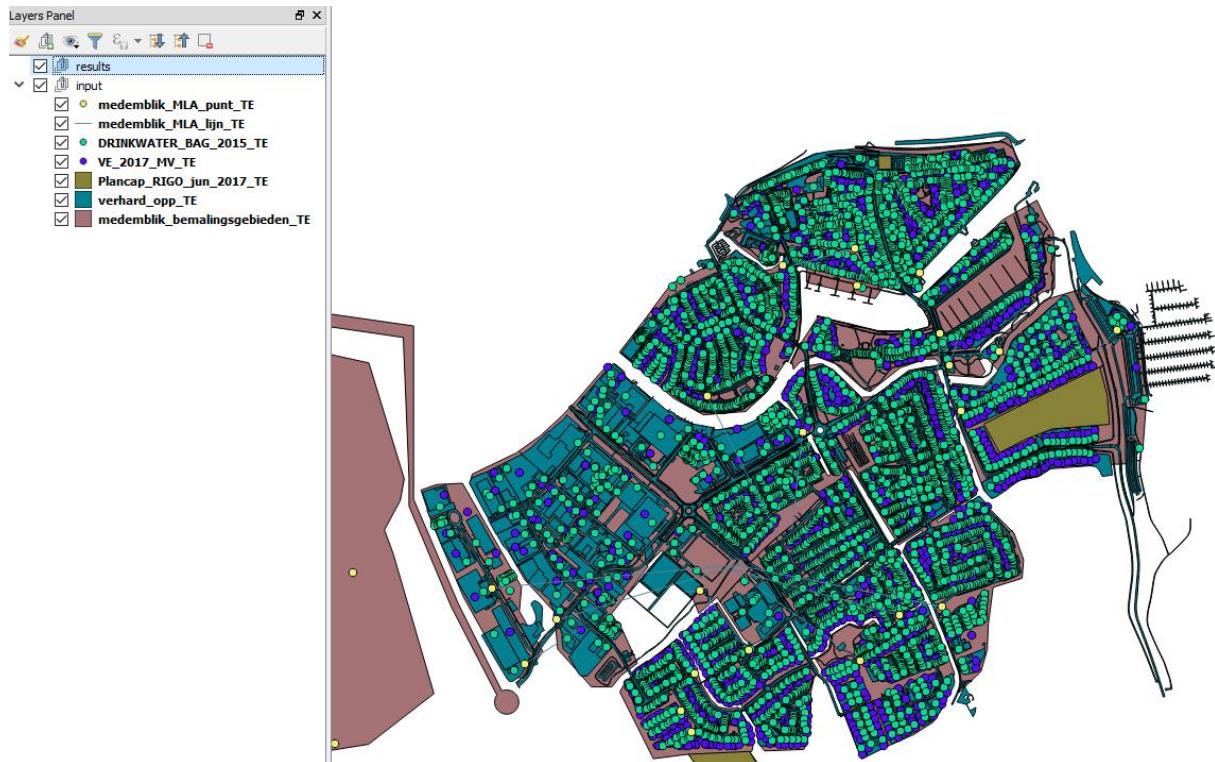 Layers Panel
results
input
medemblik_MLA_punt_TE
medemblik_MLA_lijn_TE
DRINKWATER_BAG_2015_TE
VE_2017_MV_TE
Plancap_RIGO_jun_2017_TE
verhard_opp_TE
medemblik_bemalingsgebieden_TE